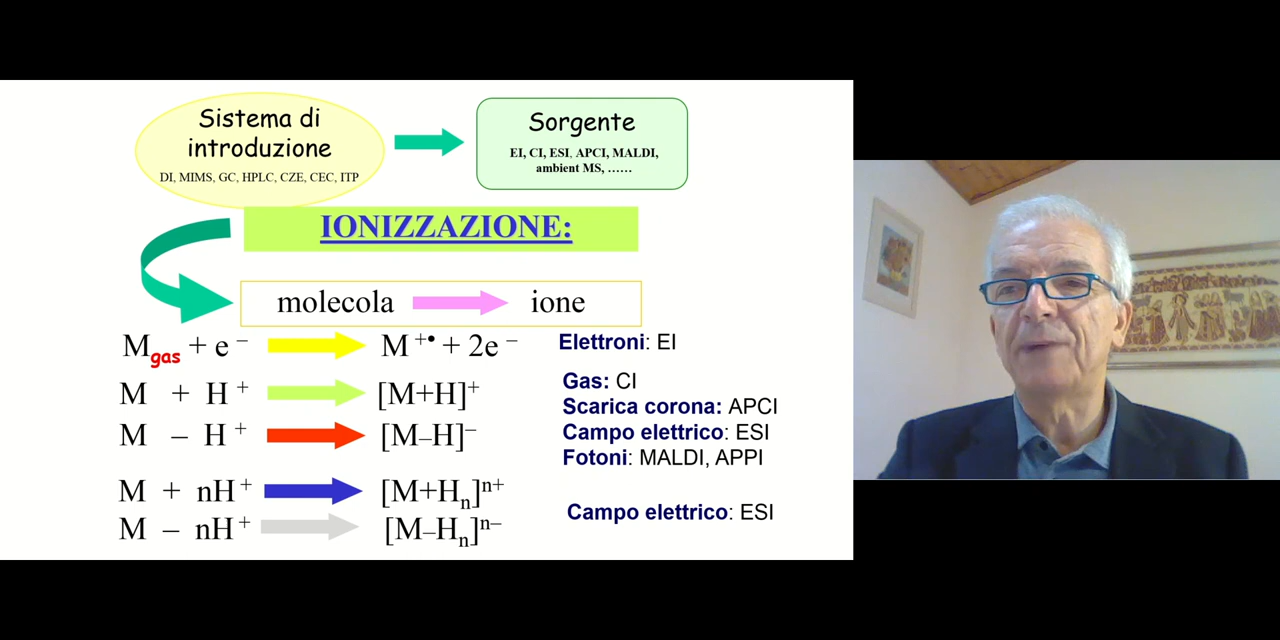 Sistema di
introduzione
DI, MIMS, GC, HPLC, CZE, CEC, ITP
Sorgente
EI, CI, ESI, APCI, MALDI,
ambient MS, ……
IONIZZAZIONE:
molecola ione
M gas + e⁻ M⁺• + 2e⁻ Elettroni: EI
M + H⁺ [M+H]⁺ Gas: CI
Scarica corona: APCI
M – H⁺ [M–H]⁻ Campo elettrico: ESI
Fotoni: MALDI, APPI
M + nH⁺ [M+Hₙ]ⁿ⁺
Campo elettrico: ESI
M – nH⁺ [M–Hₙ]ⁿ⁻